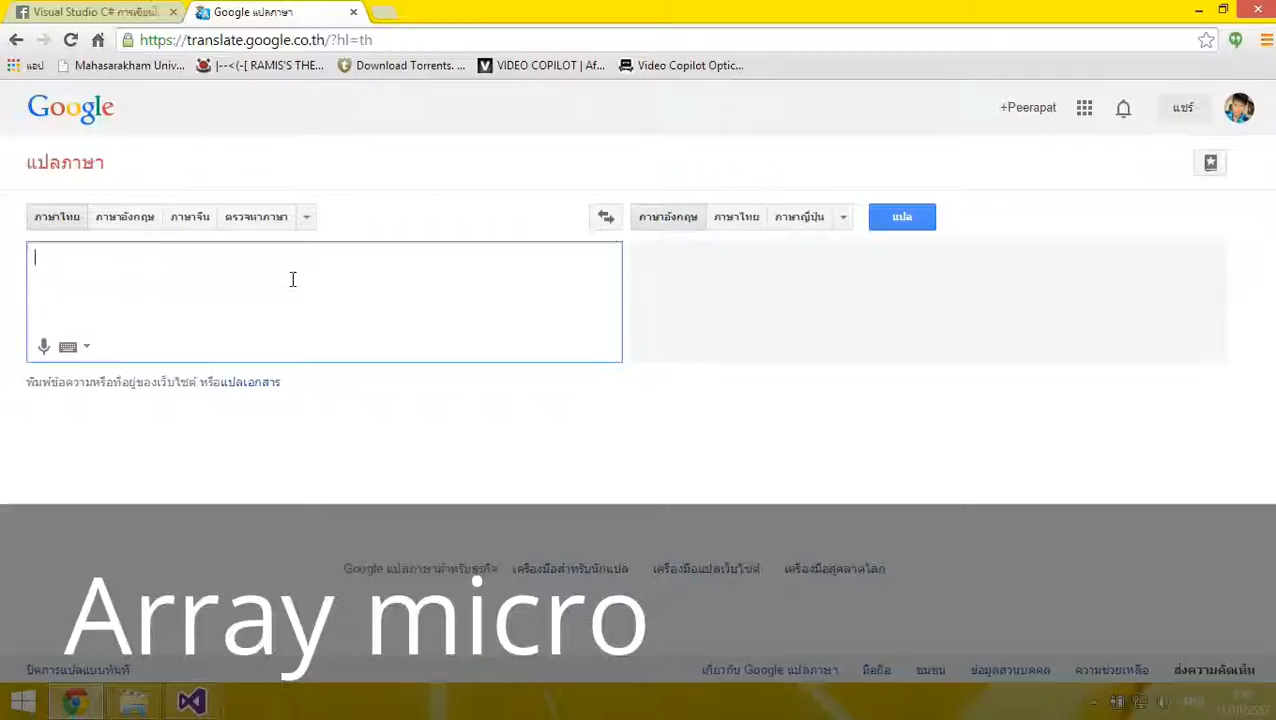 Visual Studio C# การเขียนโ
Google แปลภาษา
https://translate.google.co.th/?hl=th
แอป
Mahasarakham Univ...
|--<(-[ RAMIS'S THE...
Download Torrents. ...
VIDEO COPILOT | Af...
Video Copilot Optic...
Google
+Peerapat
แชร์
แปลภาษา
ภาษาไทย ภาษาอังกฤษ ภาษาจีน ตรวจหาภาษา
ภาษาอังกฤษ ภาษาไทย ภาษาญี่ปุ่น
แปล
พิมพ์ข้อความหรือที่อยู่ของเว็บไซต์ หรือแปลเอกสาร
Google แปลภาษาสำหรับธุรกิจ เครื่องมือสำหรับนักแปล เครื่องมือแปลเว็บไซต์ เครื่องมือสู่ตลาดโลก
Array micro
ปิดการแปลแบบทันที
เกี่ยวกับ Google แปลภาษา มือถือ ชุมชน ข้อมูลส่วนบุคคล ความช่วยเหลือ ส่งความคิดเห็น